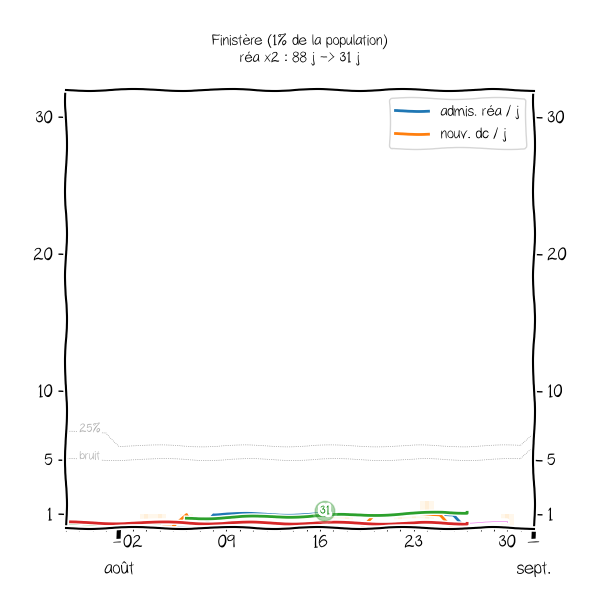 Finistère (1% de la population)
réa x2 : 88 j -> 31 j
admis. réa / j
nouv. dc / j
30
30
20
20
10
10
25%
bruit
5
5
31
1
1
02
09
16
23
30
août
sept.